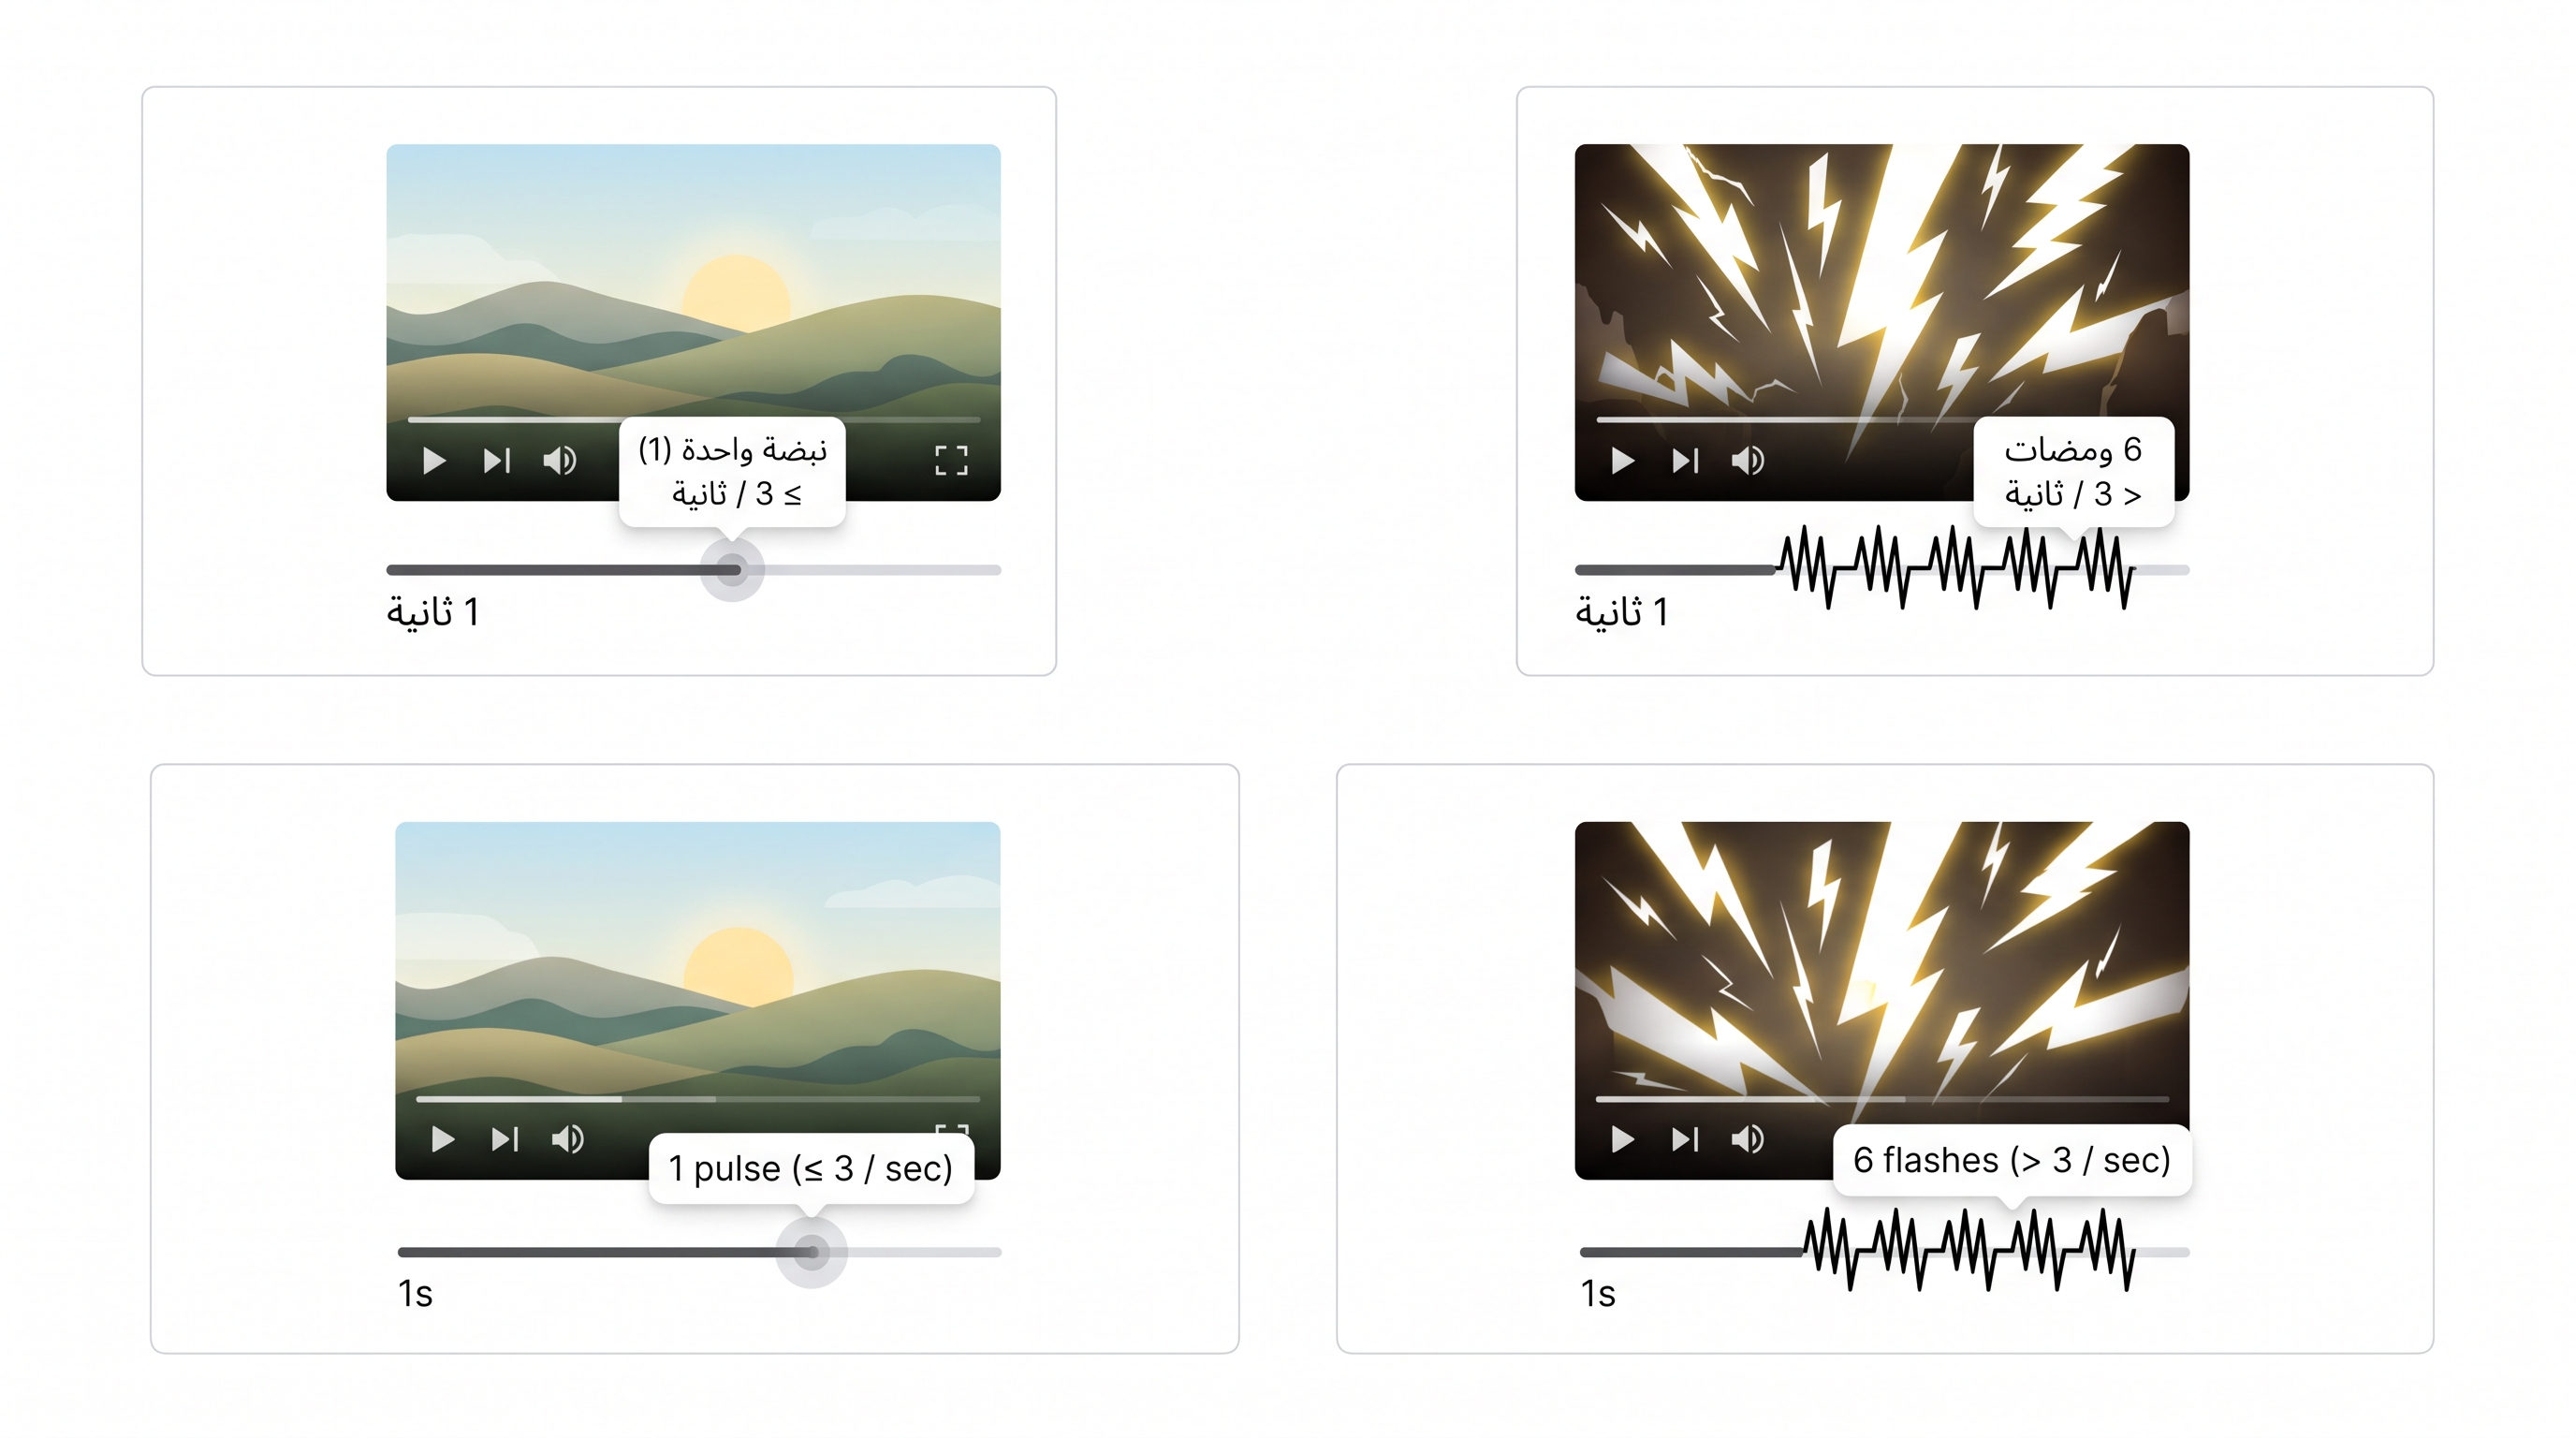 نبضة واحدة (1)
≥ 3 / ثانية
1 ثانية
6 ومضات
< 3 / ثانية
1 ثانية
1 pulse (≤ 3 / sec)
1s
6 flashes (> 3 / sec)
1s